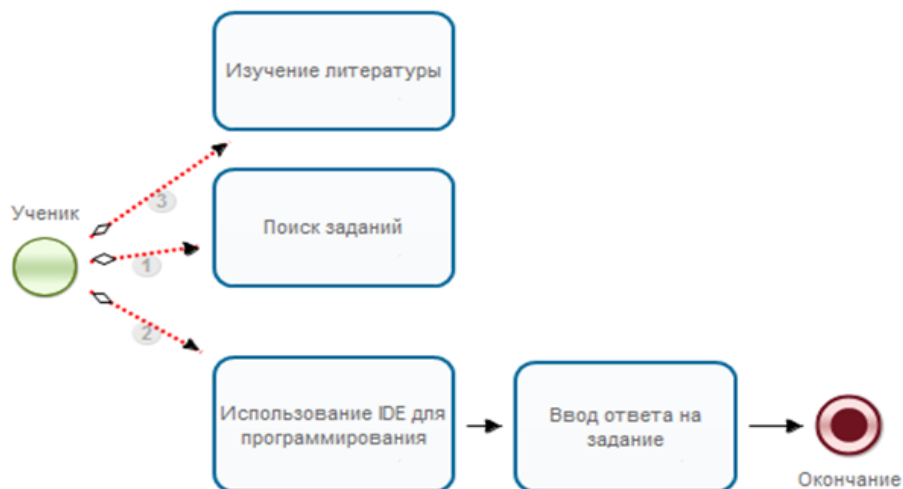 Изучение литературы
3
Ученик
Поиск заданий
1
2
Использование IDE для
программирования
Ввод ответа на
задание
Окончание